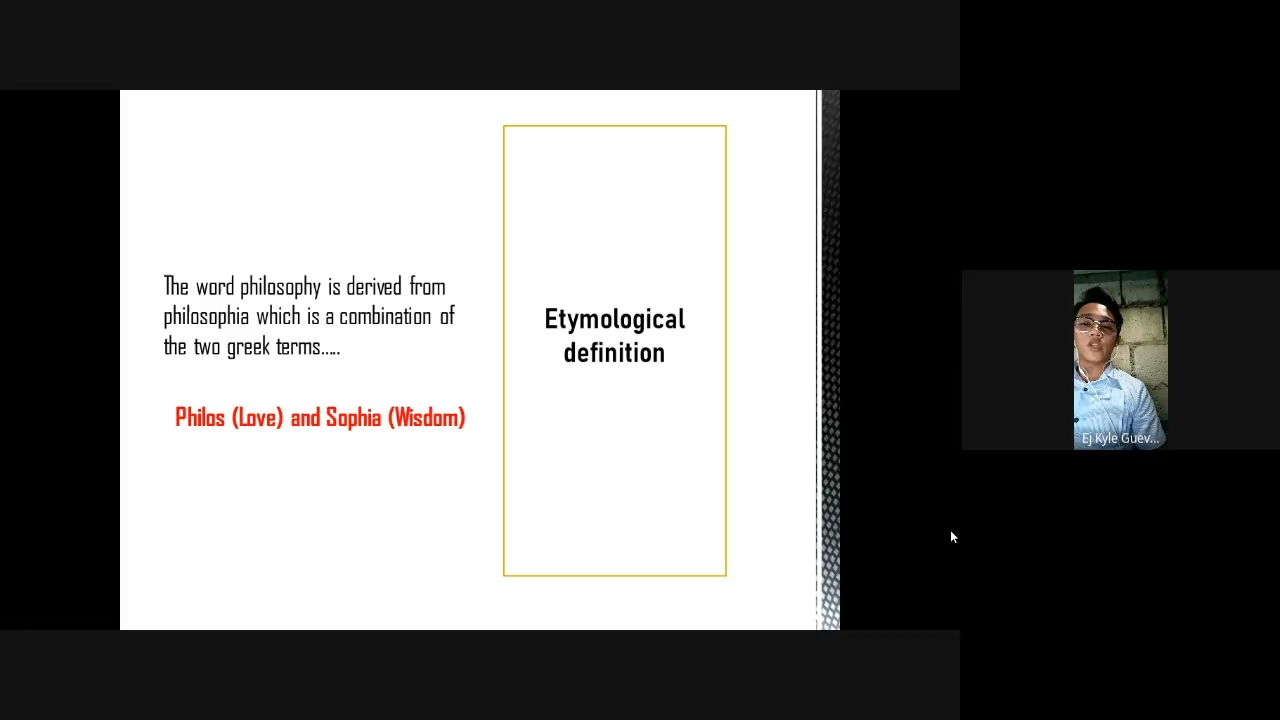 The word philosophy is derived from
philosophia which is a combination of
the two greek terms.....
Philos (Love) and Sophia (Wisdom)
Etymological
definition
Ej Kyle Guev...